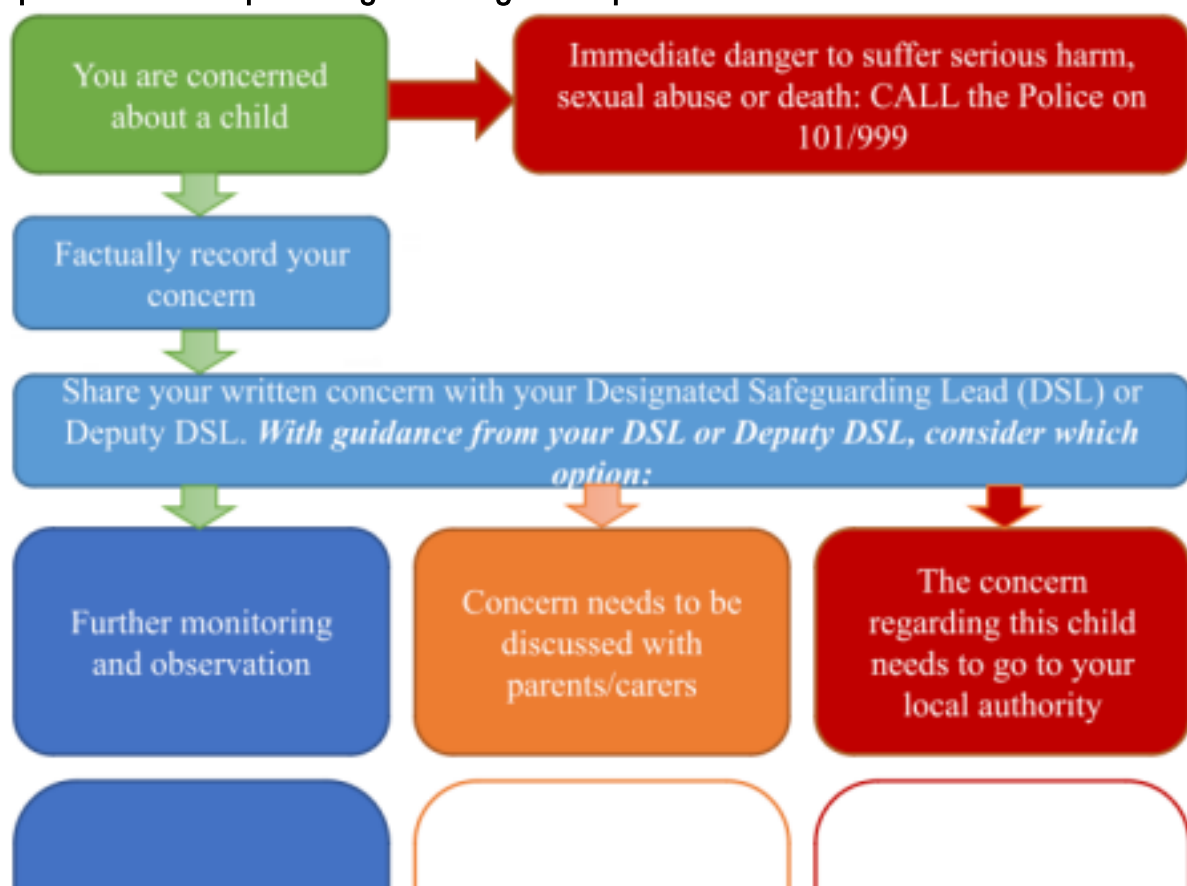 You are concerned
about a child
Immediate danger to suffer serious harm,
sexual abuse or death: CALL the Police on
101/999
Factually record your
concern
Share your written concern with your Designated Safeguarding Lead (DSL) or
Deputy DSL. With guidance from your DSL or Deputy DSL, consider which
option:
Further monitoring
and observation
Concern needs to be
discussed with
parents/carers
The concern
regarding this child
needs to go to your
local authority